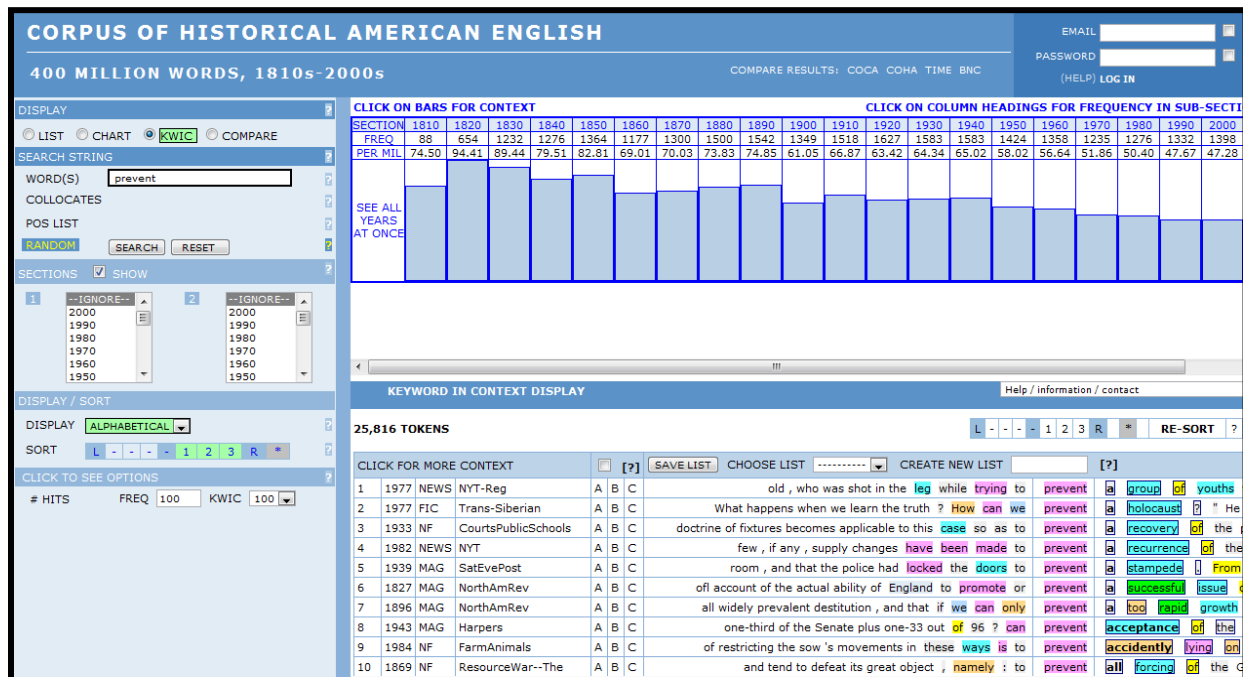 CORPUS OF HISTORICAL AMERICAN ENGLISH
400 MILLION WORDS, 1810s-2000s
COMPARE RESULTS: COCA COHA TIME BNC
EMAIL
PASSWORD
(HELP) LOG IN
DISPLAY ?
LIST CHART KWIC COMPARE
SEARCH STRING ?
WORD(S) prevent ?
COLLOCATES ?
POS LIST ?
RANDOM SEARCH RESET ?
SECTIONS SHOW ?
1 --IGNORE-- 2 --IGNORE--
2000 2000
1990 1990
1980 1980
1970 1970
1960 1960
1950 1950
DISPLAY / SORT
DISPLAY ALPHABETICAL ?
SORT L - - - - 1 2 3 R * ?
CLICK TO SEE OPTIONS ?
# HITS FREQ 100 KWIC 100
CLICK ON BARS FOR CONTEXT CLICK ON COLUMN HEADINGS FOR FREQUENCY IN SUB-SECTI
SECTION 1810 1820 1830 1840 1850 1860 1870 1880 1890 1900 1910 1920 1930 1940 1950 1960 1970 1980 1990 2000
FREQ 88 654 1232 1276 1364 1177 1300 1500 1542 1349 1518 1627 1583 1583 1424 1358 1235 1276 1332 1398
PER MIL 74.50 94.41 89.44 79.51 82.81 69.01 70.03 73.83 74.85 61.05 66.87 63.42 64.34 65.02 58.02 56.64 51.86 50.40 47.67 47.28
SEE ALL
YEARS
AT ONCE
KEYWORD IN CONTEXT DISPLAY
Help / information / contact
25,816 TOKENS L - - - - 1 2 3 R * RE-SORT ?
CLICK FOR MORE CONTEXT [?] SAVE LIST CHOOSE LIST ---------- CREATE NEW LIST [?]
1 1977 NEWS NYT-Reg A B C old , who was shot in the leg while trying to prevent a group of youths
2 1977 FIC Trans-Siberian A B C What happens when we learn the truth ? How can we prevent a holocaust ? " He
3 1933 NF CourtsPublicSchools A B C doctrine of fixtures becomes applicable to this case so as to prevent a recovery of the
4 1982 NEWS NYT A B C few , if any , supply changes have been made to prevent a recurrence of the
5 1939 MAG SatEvePost A B C room , and that the police had locked the doors to prevent a stampede . From
6 1827 MAG NorthAmRev A B C ofl account of the actual ability of England to promote or prevent a successful issue
7 1896 MAG NorthAmRev A B C all widely prevalent destitution , and that if we can only prevent a too rapid growth
8 1943 MAG Harpers A B C one-third of the Senate plus one-33 out of 96 ? can prevent acceptance of the
9 1984 NF FarmAnimals A B C of restricting the sow 's movements in these ways is to prevent accidently lying on
10 1869 NF ResourceWar--The A B C and tend to defeat its great object , namely : to prevent all forcing of the G